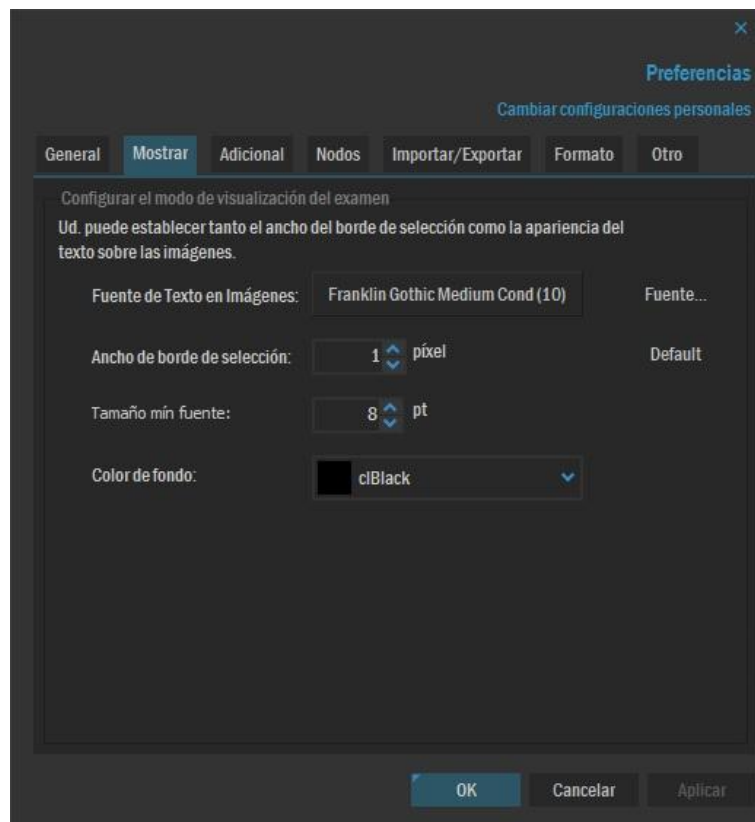 ×
Preferencias
Cambiar configuraciones personales
General Mostrar Adicional Nodos Importar/Exportar Formato Otro
Configurar el modo de visualización del examen
Ud. puede establecer tanto el ancho del borde de selección como la apariencia del
texto sobre las imágenes.
Fuente de Texto en Imágenes: Franklin Gothic Medium Cond (10) Fuente...
Ancho de borde de selección: 1 píxel Default
Tamaño mín fuente: 8 pt
Color de fondo: clBlack
OK Cancelar Aplicar